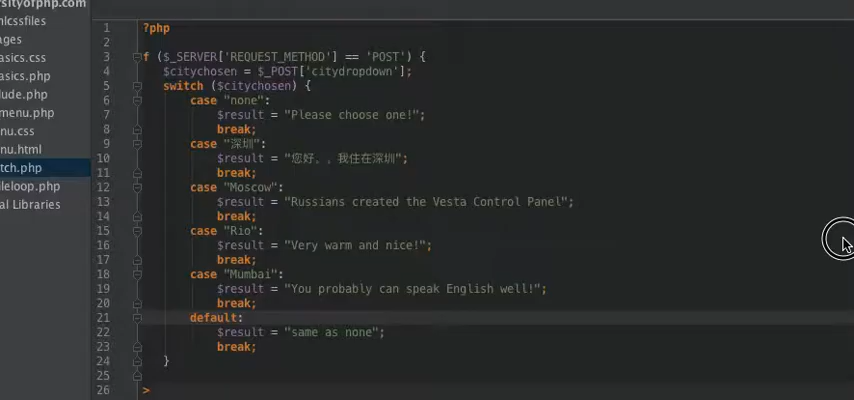 rsityofphp.com
nlcssfiles
ages
asics.css
asics.php
lude.php
menu.php
nu.css
nu.html
tch.php
ileloop.php
al Libraries
1 ?php
2
3 f ($_SERVER['REQUEST_METHOD'] == 'POST') {
4 $citychosen = $_POST['citydropdown'];
5 switch ($citychosen) {
6 case "none":
7 $result = "Please choose one!";
8 break;
9 case "深圳":
10 $result = "您好，，我住在深圳";
11 break;
12 case "Moscow":
13 $result = "Russians created the Vesta Control Panel";
14 break;
15 case "Rio":
16 $result = "Very warm and nice!";
17 break;
18 case "Mumbai":
19 $result = "You probably can speak English well!";
20 break;
21 default:
22 $result = "same as none";
23 break;
24 }
25
26 >